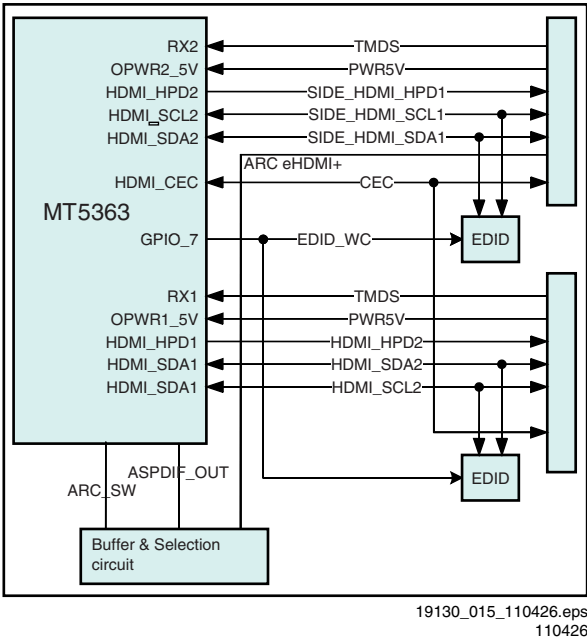 RX2 TMDS
OPWR2_5V PWR5V
HDMI_HPD2 SIDE_HDMI_HPD1
HDMI_SCL2 SIDE_HDMI_SCL1
HDMI_SDA2 SIDE_HDMI_SDA1
ARC eHDMI+
HDMI_CEC CEC
MT5363
GPIO_7 EDID_WC EDID
RX1 TMDS
OPWR1_5V PWR5V
HDMI_HPD1 HDMI_HPD2
HDMI_SDA1 HDMI_SDA2
HDMI_SDA1 HDMI_SCL2
ASPDIF_OUT EDID
ARC_SW
Buffer & Selection
circuit
19130_015_110426.eps
110426